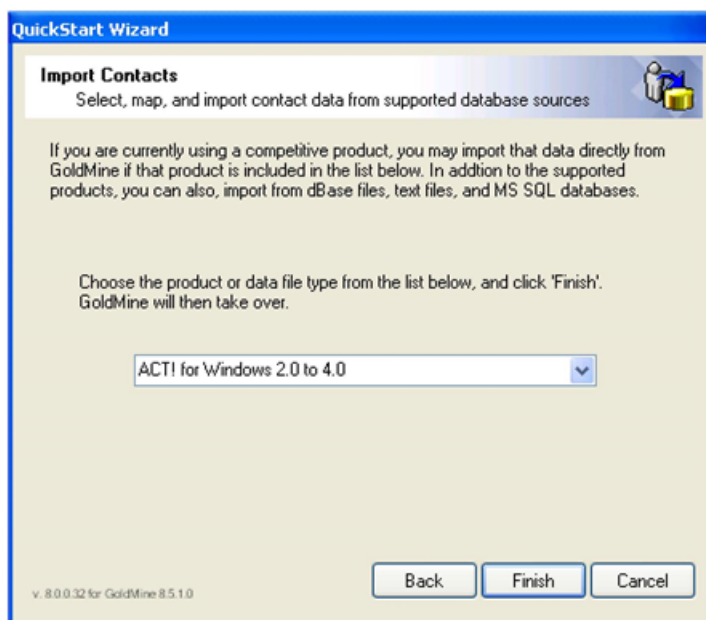 QuickStart Wizard
Import Contacts
Select, map, and import contact data from supported database sources
If you are currently using a competitive product, you may import that data directly from
GoldMine if that product is included in the list below. In addtion to the supported
products, you can also, import from dBase files, text files, and MS SQL databases.
Choose the product or data file type from the list below, and click 'Finish'.
GoldMine will then take over.
ACT! for Windows 2.0 to 4.0
v. 8.0.0.32 for GoldMine 8.5.1.0
Back
Finish
Cancel